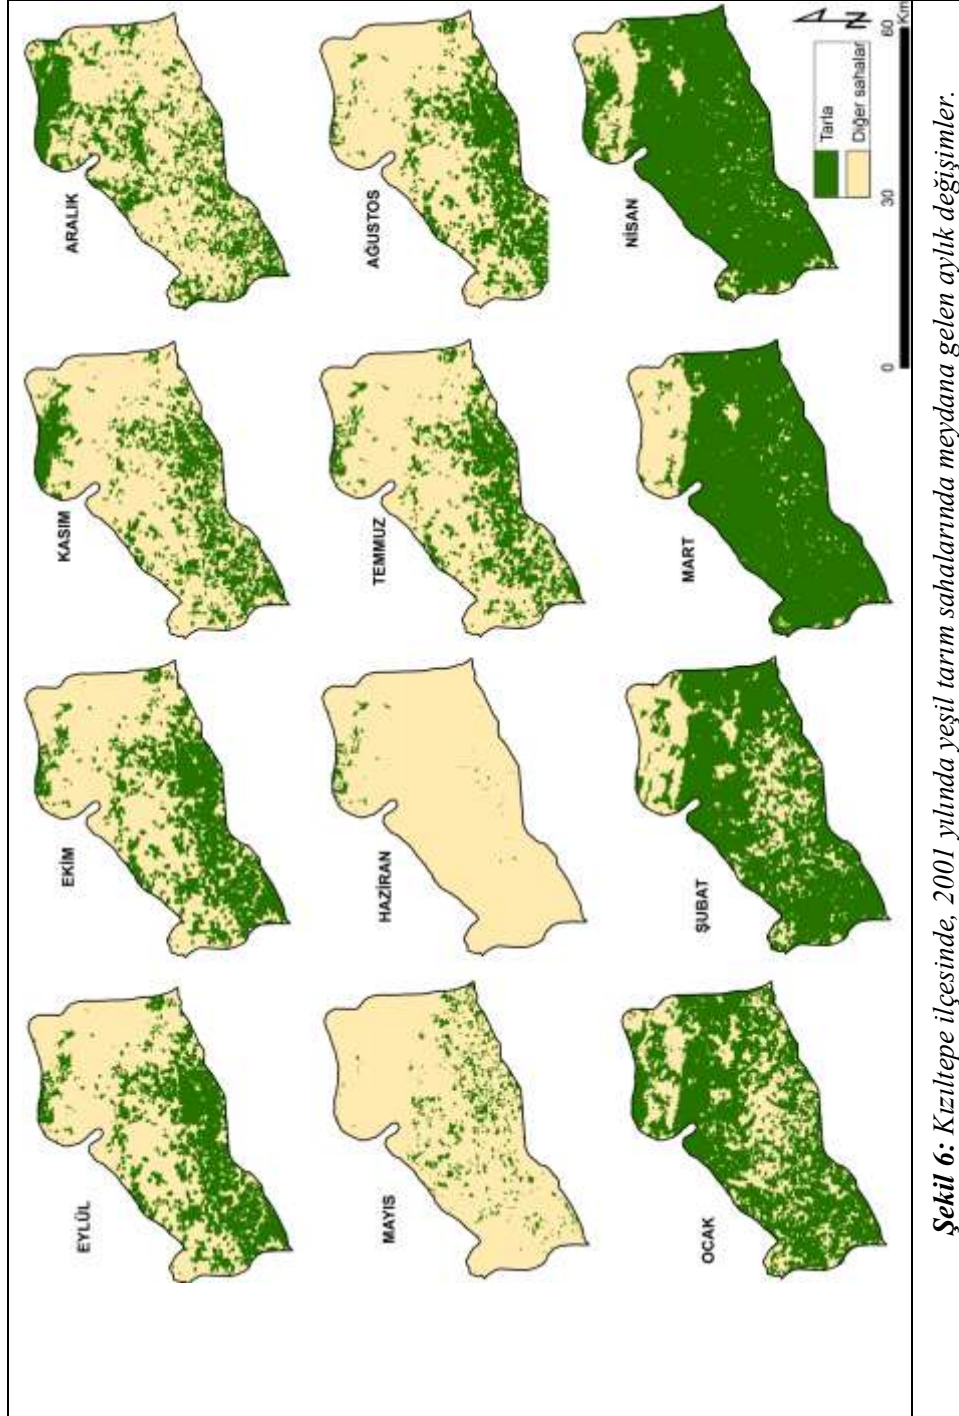 EYLÜL EKİM KASIM ARALIK
MAYIS HAZİRAN TEMMUZ AĞUSTOS
OCAK ŞUBAT MART NİSAN
N
Tarla
Diğer sahalar
0 30 60
Km
Şekil 6: Kızıltepe ilçesinde, 2001 yılında yeşil tarım sahalarında meydana gelen aylık değişimler.